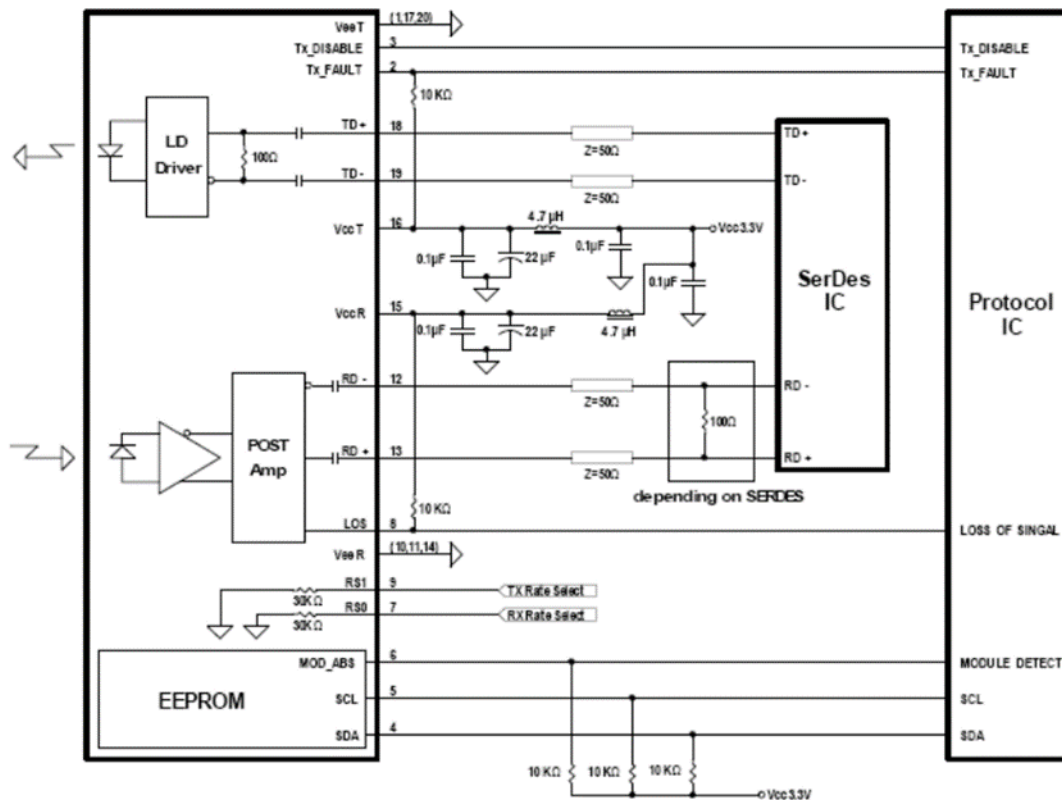 VeeT (1,17,20)
Tx_DISABLE 3 Tx_DISABLE
Tx_FAULT 2 Tx_FAULT
10 KΩ
LD Driver
100Ω
TD+ 18 Z=50Ω TD+
TD- 19 Z=50Ω TD-
VccT 16 4.7 μH Vcc3.3V
0.1μF 22 μF 0.1μF 0.1μF
SerDes IC
Protocol IC
VccR 15
0.1μF 22 μF 4.7 μH
RD - 12 Z=50Ω RD -
100Ω
POST Amp
RD + 13 Z=50Ω RD +
depending on SERDES
10 KΩ
LOS 8 LOSS OF SINGAL
VeeR (10,11,14)
RS1 9 TX Rate Select
30KΩ
RS0 7 RX Rate Select
30KΩ
MOD_ABS 6 MODULE DETECT
EEPROM
SCL 5 SCL
SDA 4 SDA
10 KΩ 10 KΩ 10 KΩ
Vcc3.3V